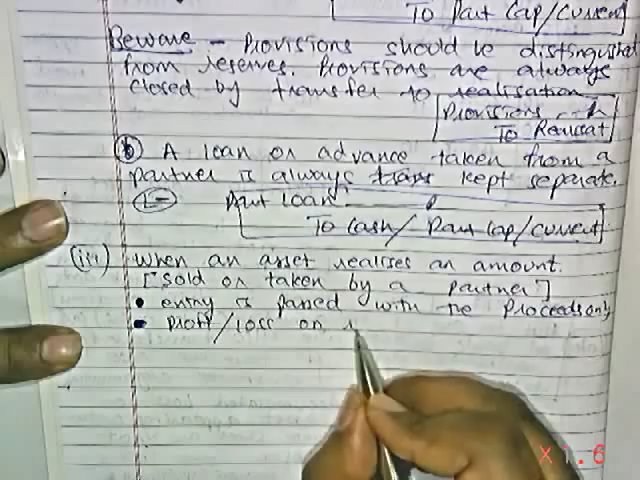 To Part Cap/Current
Beware - Provisions should be distinguished
from reserves. Provisions are always
closed by transfer to realisation
Provisions
To Realisat
(b) A loan or advance taken from a
partner is always kept separate.
Part loan
To Cash/ Part Cap/current
(iii) When an asset realises an amount.
[Sold or taken by a partner]
• entry is passed with the Proceeds only
• profit/loss on
x1.6